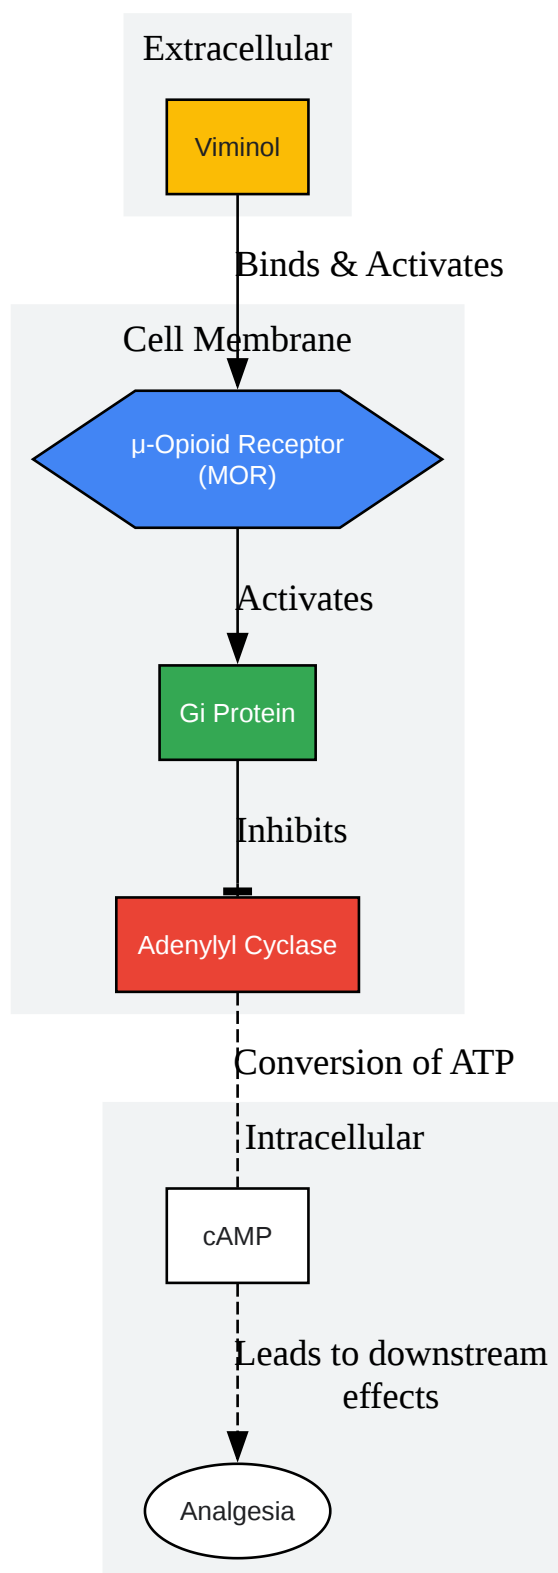 Extracellular
Viminol
Binds & Activates
Cell Membrane
μ-Opioid Receptor
(MOR)
Activates
Gi Protein
Inhibits
Adenylyl Cyclase
Conversion of ATP
Intracellular
cAMP
Leads to downstream
effects
Analgesia